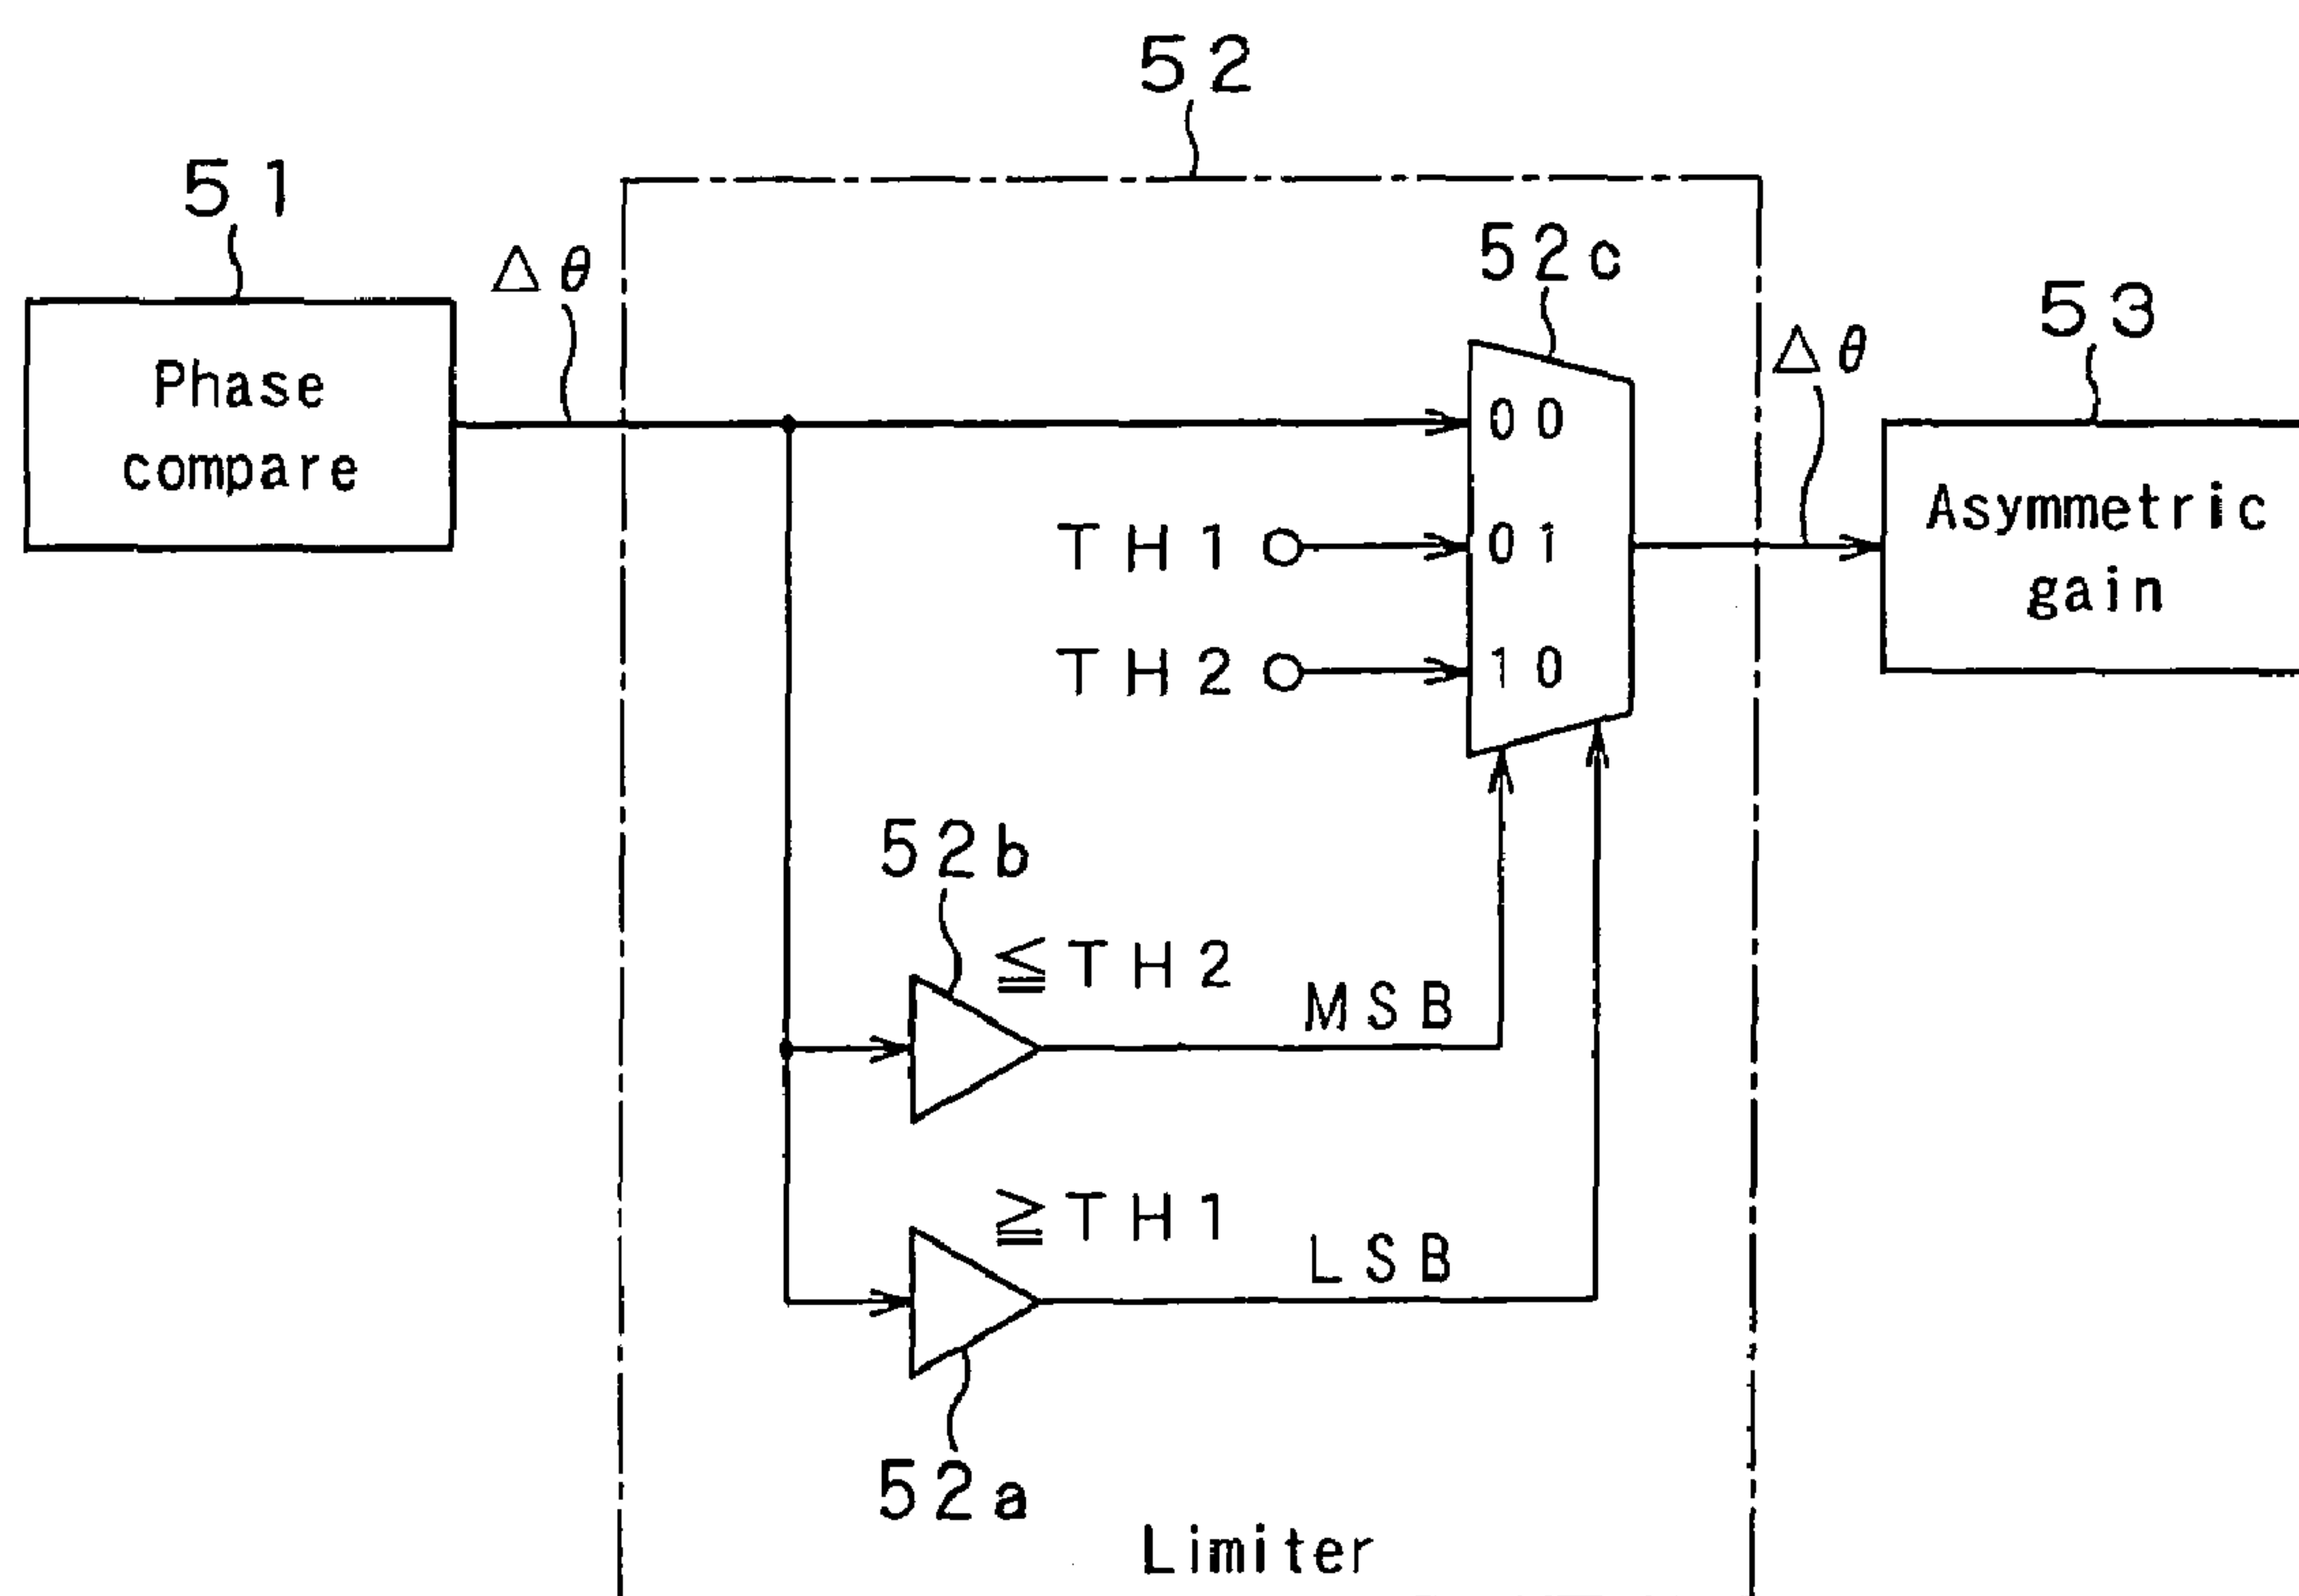 52
51
Δθ
52c
53
Δθ
Phase
compare
00
TH1
01
Asymmetric
gain
TH2
10
52b
≦TH2
MSB
≧TH1
LSB
52a
Limiter